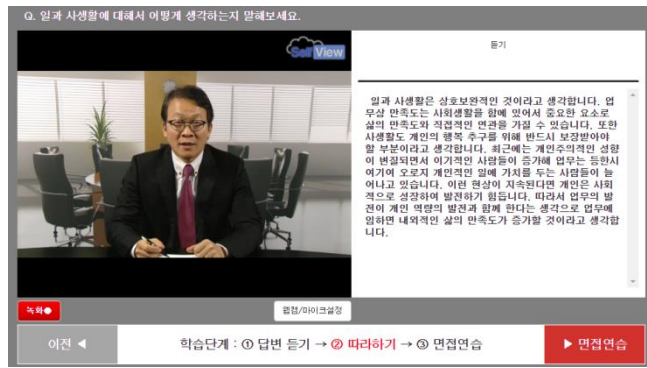 Q. 일과 사생활에 대해서 어떻게 생각하는지 말해보세요.
Self View
듣기
일과 사생활은 상호보완적인 것이라고 생각합니다. 업
무상 만족도는 사회생활을 함에 있어서 중요한 요소로
삶의 만족도와 직접적인 연관을 가질 수 있습니다. 또한
사생활도 개인의 행복 추구를 위해 반드시 보장받아야
할 부분이라고 생각합니다. 최근에는 개인주의적인 성향
이 변질되면서 이기적인 사람들이 증가해 업무는 등한시
여기며 오로지 개인적인 일에 가치를 두는 사람들이 늘
어나고 있습니다. 이런 현상이 지속된다면 개인은 사회
적으로 성장하여 발전하기 힘듭니다. 따라서 업무의 발
전이 개인 역량의 발전과 함께 한다는 생각으로 업무에
임하면 내외적인 삶의 만족도가 증가할 것이라고 생각합
니다.
녹화●
웹캠/마이크설정
이전 ◀
학습단계 : ① 답변 듣기 → ② 따라하기 → ③ 면접연습
▶ 면접연습